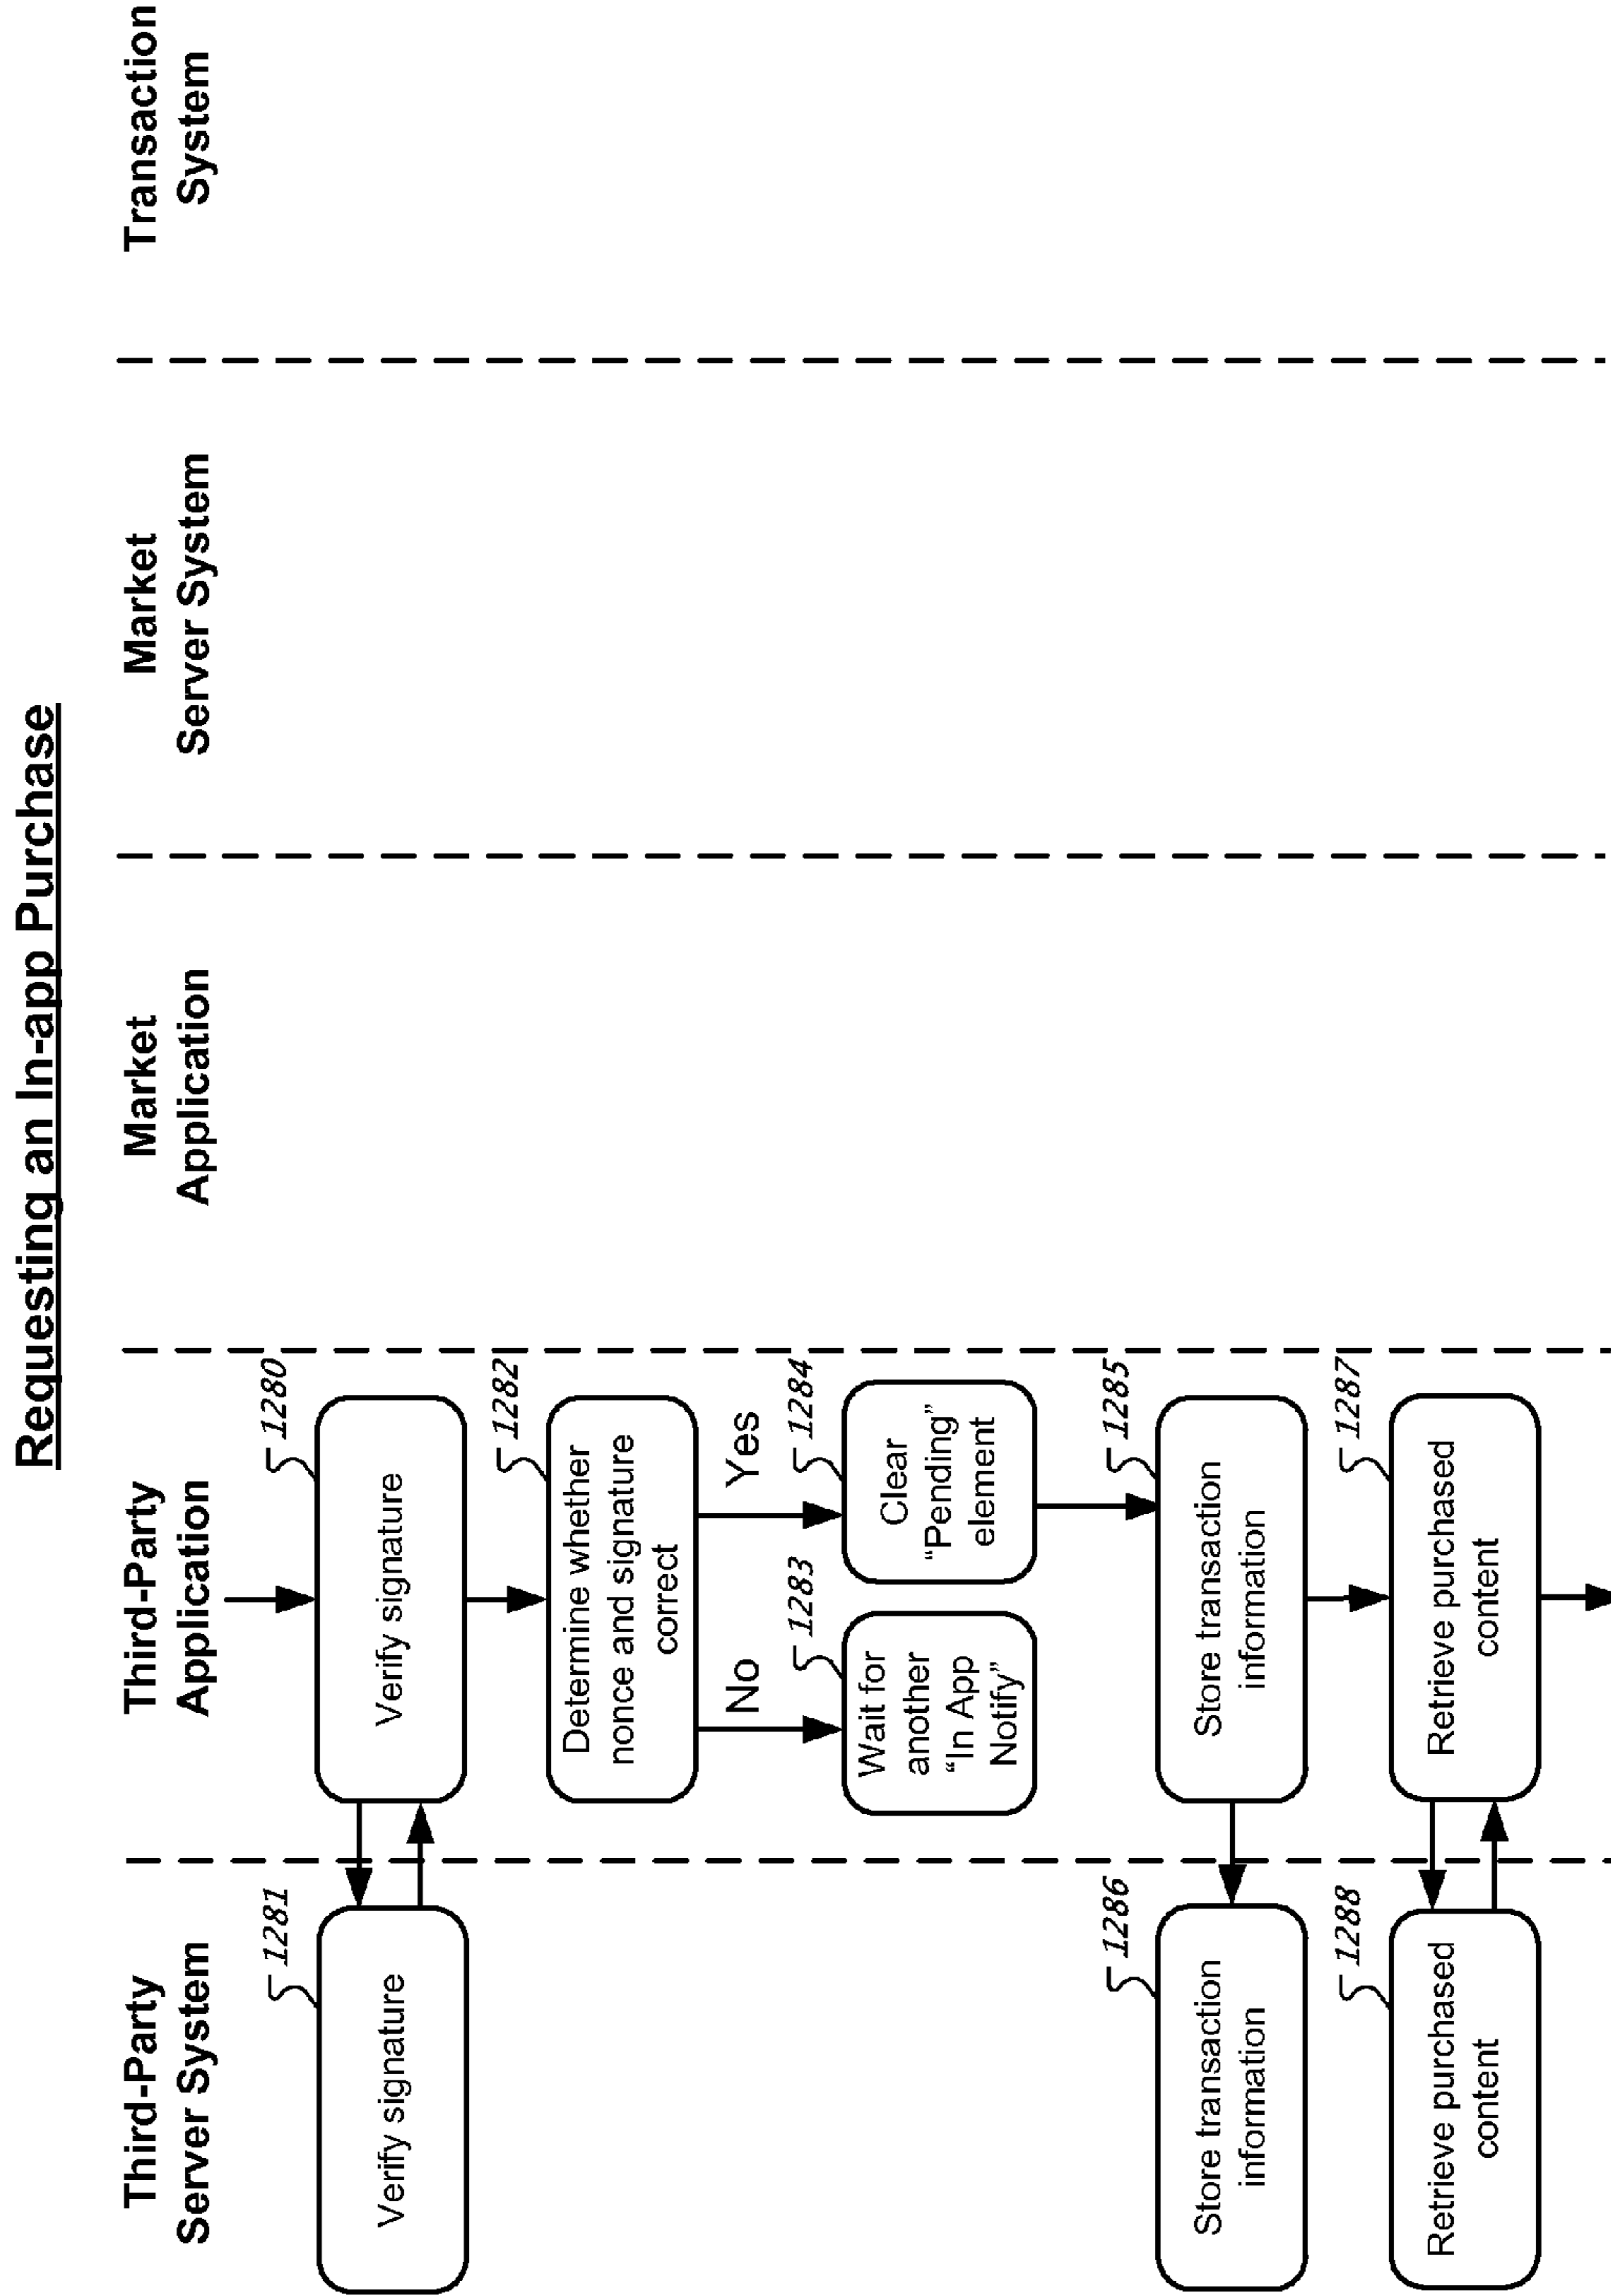 Requesting an In-app Purchase
Third-Party
Server System
Third-Party
Application
Market
Application
Market
Server System
Transaction
System
1281
Verify signature
1280
Verify signature
1282
Determine whether
nonce and signature
correct
No
Yes
1283
Wait for
another
“In App
Notify”
1284
Clear
“Pending”
element
1286
Store transaction
information
1285
Store transaction
information
1288
Retrieve purchased
content
1287
Retrieve purchased
content